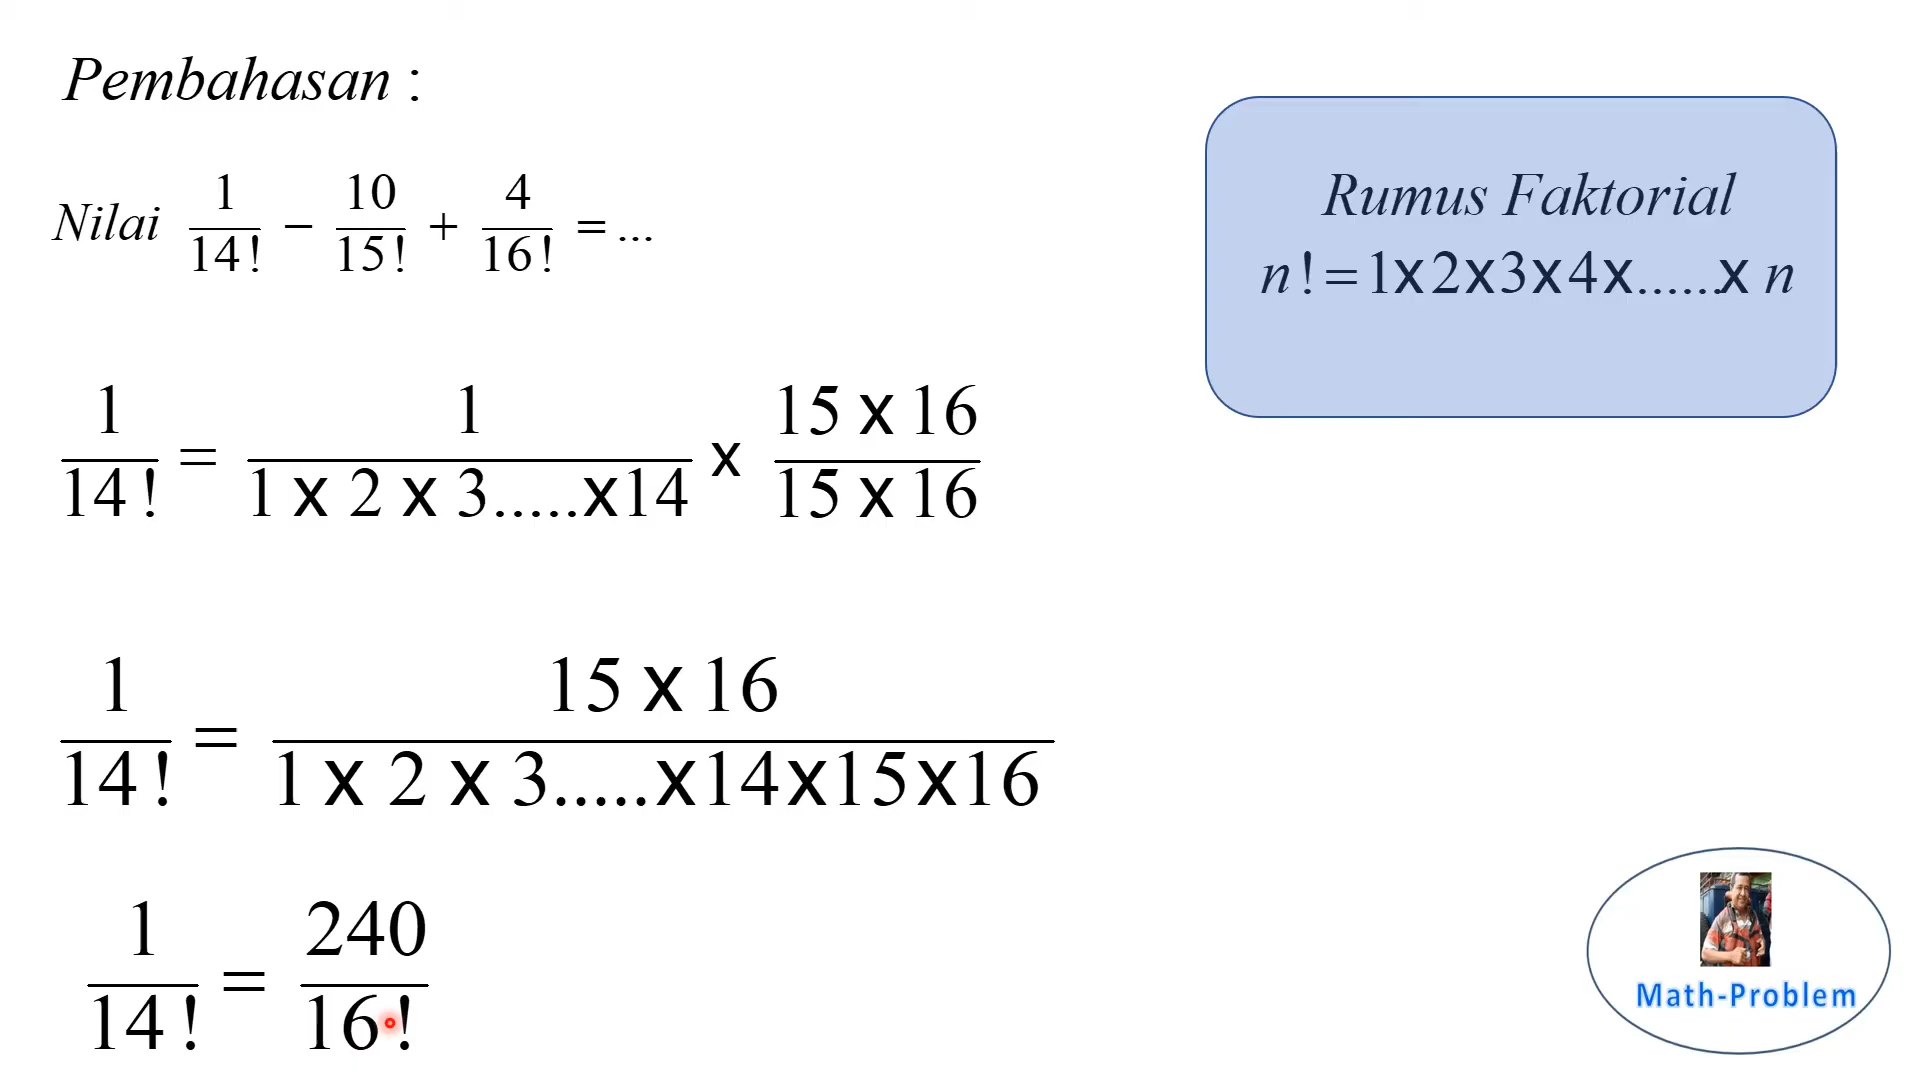 Pembahasan :
Nilai 1/14! − 10/15! + 4/16! = ...
1/14! = 1/(1 x 2 x 3.....x14) x (15 x 16)/(15 x 16)
1/14! = (15 x 16)/(1 x 2 x 3.....x14x15x16)
1/14! = 240/16!
Rumus Faktorial
n! = 1x2x3x4x......x n
Math-Problem